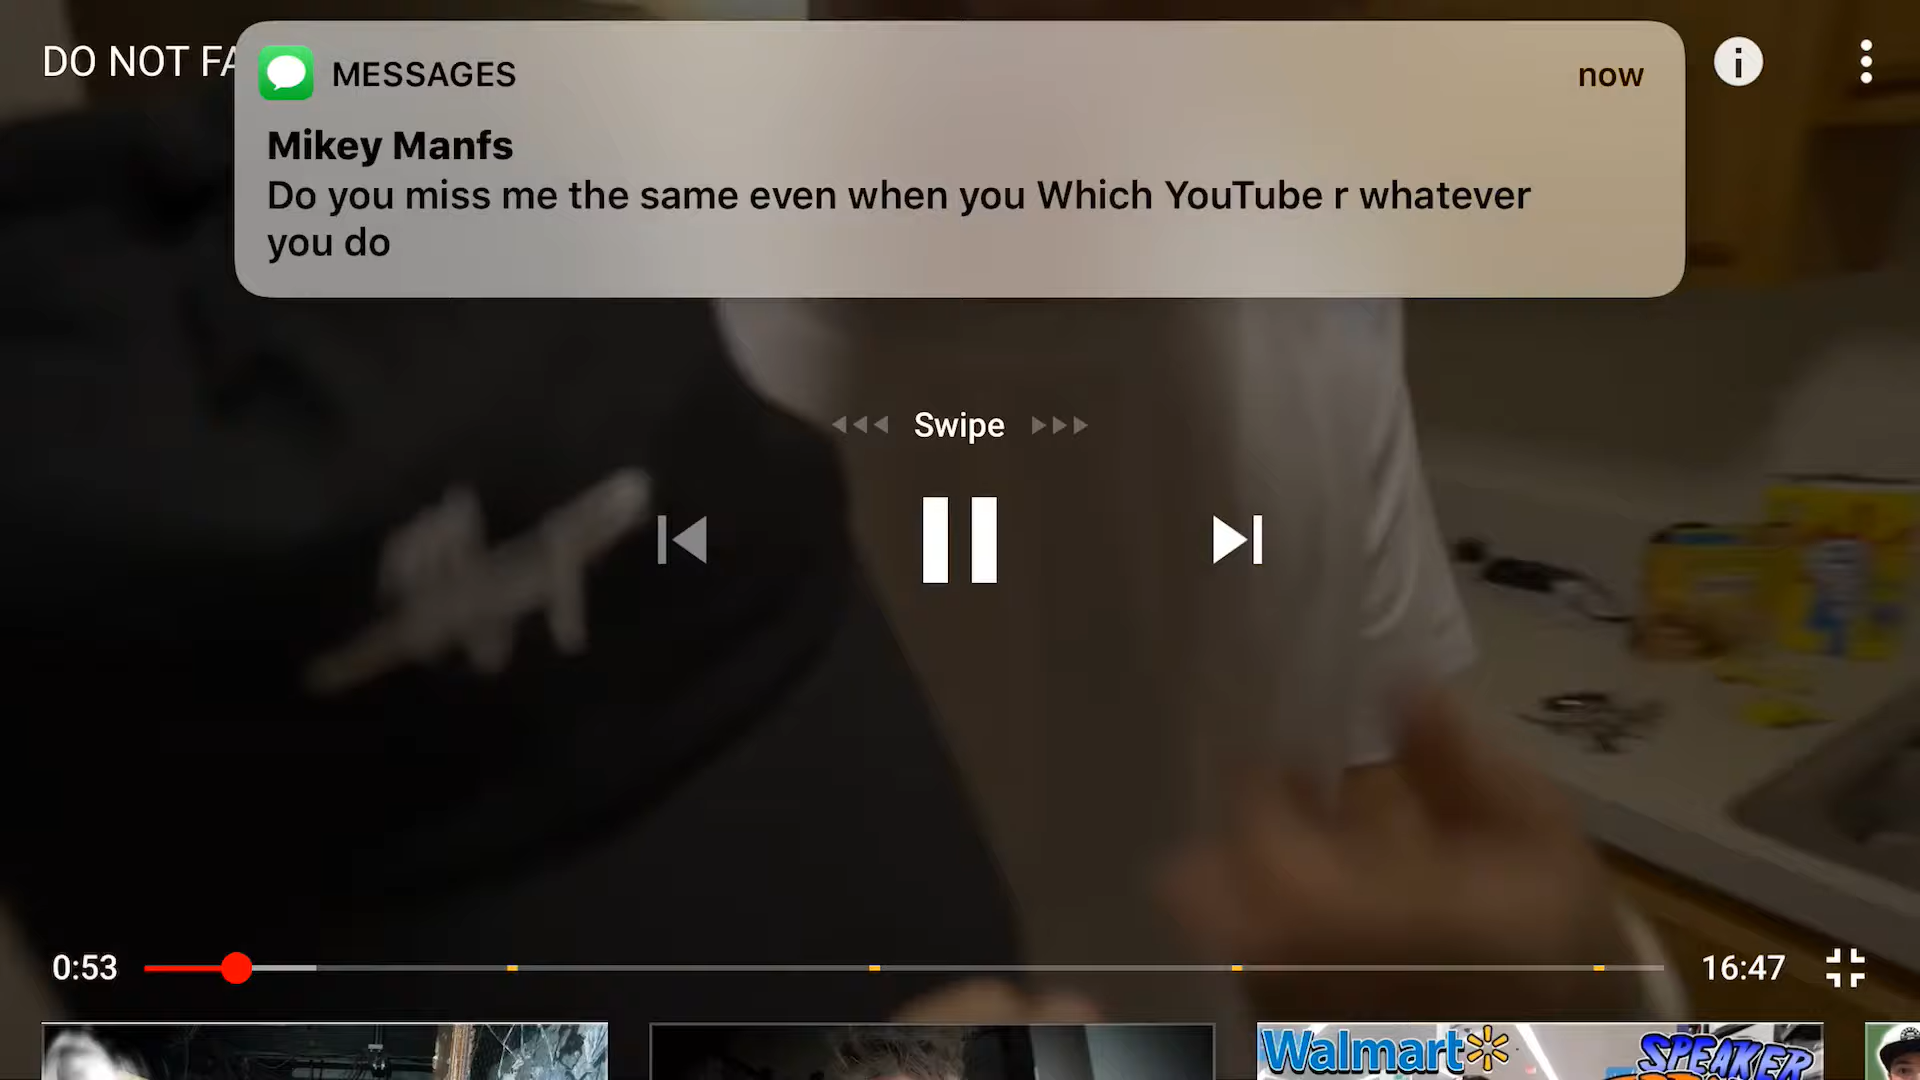 DO NOT FA
MESSAGES
now
Mikey Manfs
Do you miss me the same even when you Which YouTube r whatever
you do
Swipe
0:53
16:47
Walmart
SPEAKER